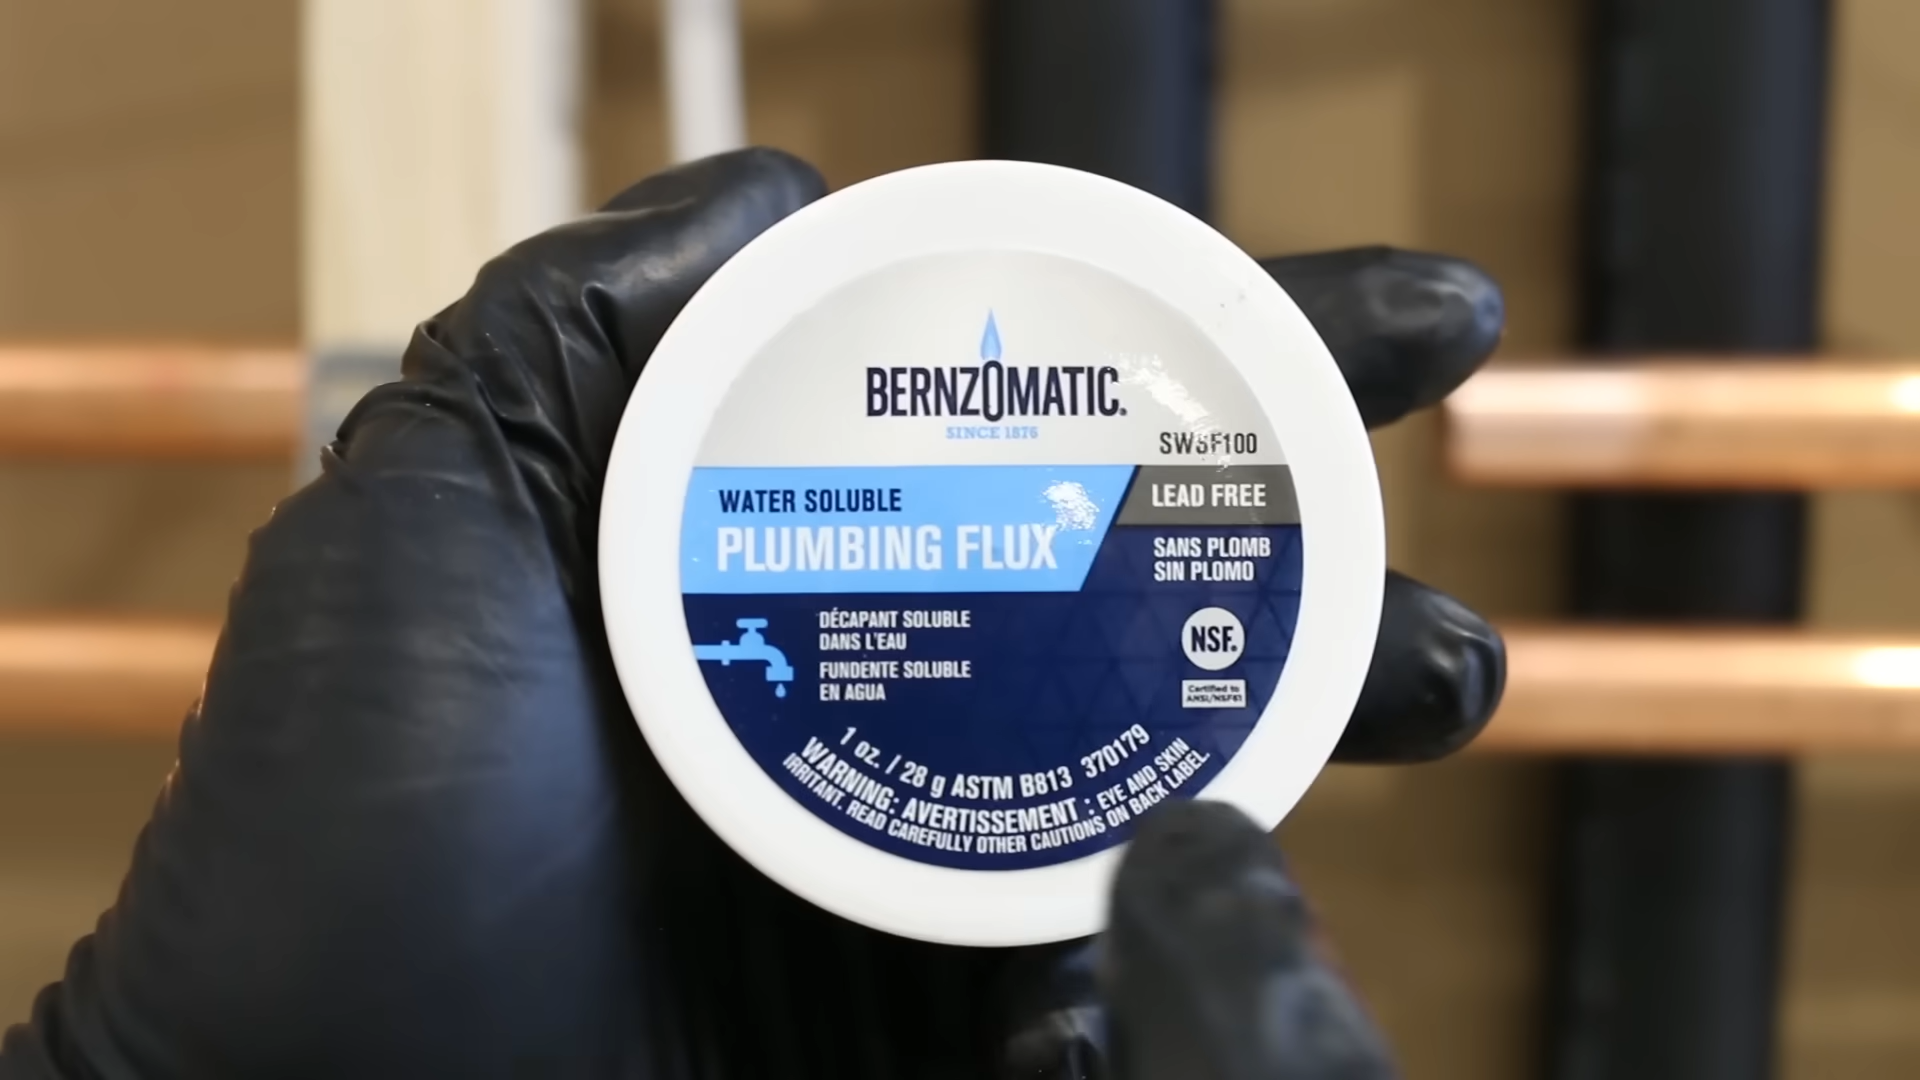 BERNZOMATIC.
SINCE 1876
SWSF100
WATER SOLUBLE
PLUMBING FLUX
LEAD FREE
SANS PLOMB
SIN PLOMO
DÉCAPANT SOLUBLE
DANS L'EAU
FUNDENTE SOLUBLE
EN AGUA
NSF.
Certified to
ANSI/NSF61
1 oz. / 28 g ASTM B813 370179
WARNING: AVERTISSEMENT : EYE AND SKIN
IRRITANT. READ CAREFULLY OTHER CAUTIONS ON BACK LABEL.